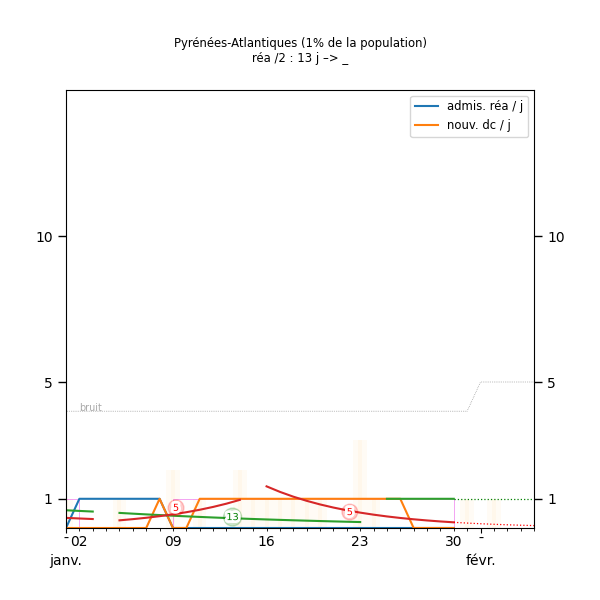 Pyrénées-Atlantiques (1% de la population)
réa /2 : 13 j –> _
admis. réa / j
nouv. dc / j
10 10
5 5
bruit
1 1
5 13 5
- 02 09 16 23 30 -
janv. févr.